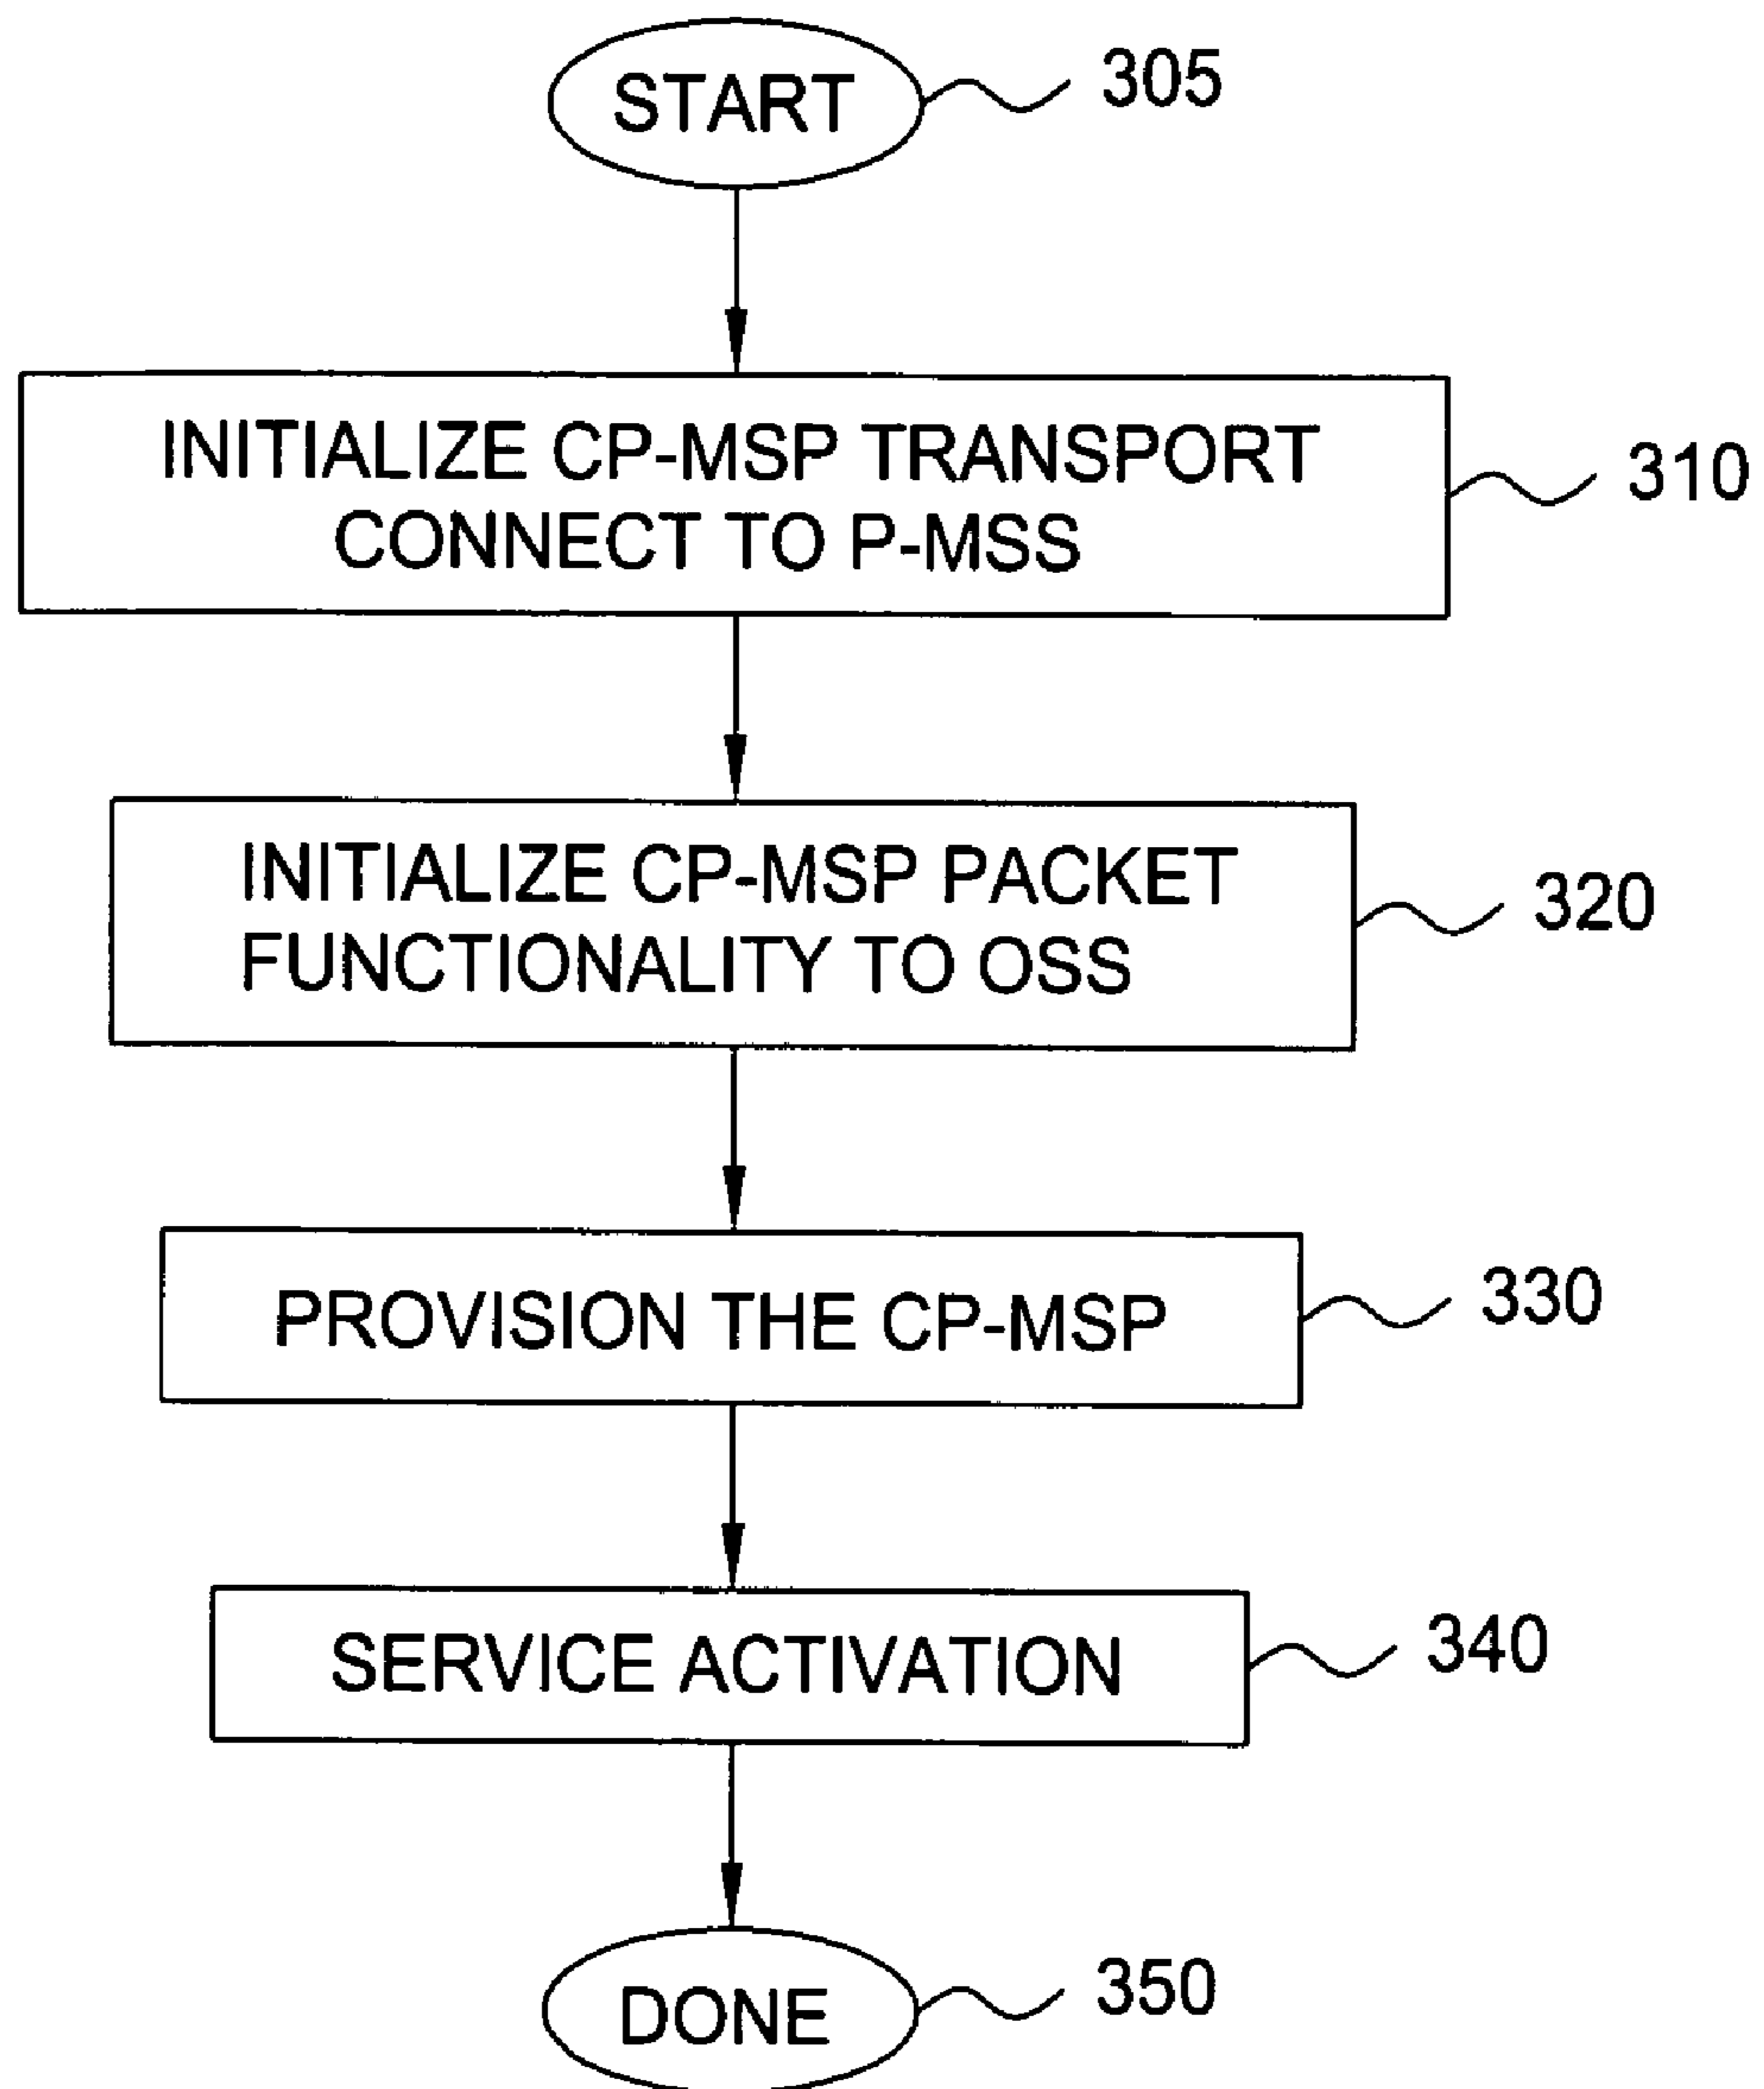 START
305
INITIALIZE CP-MSP TRANSPORT
CONNECT TO P-MSS
310
INITIALIZE CP-MSP PACKET
FUNCTIONALITY TO OSS
320
PROVISION THE CP-MSP
330
SERVICE ACTIVATION
340
DONE
350